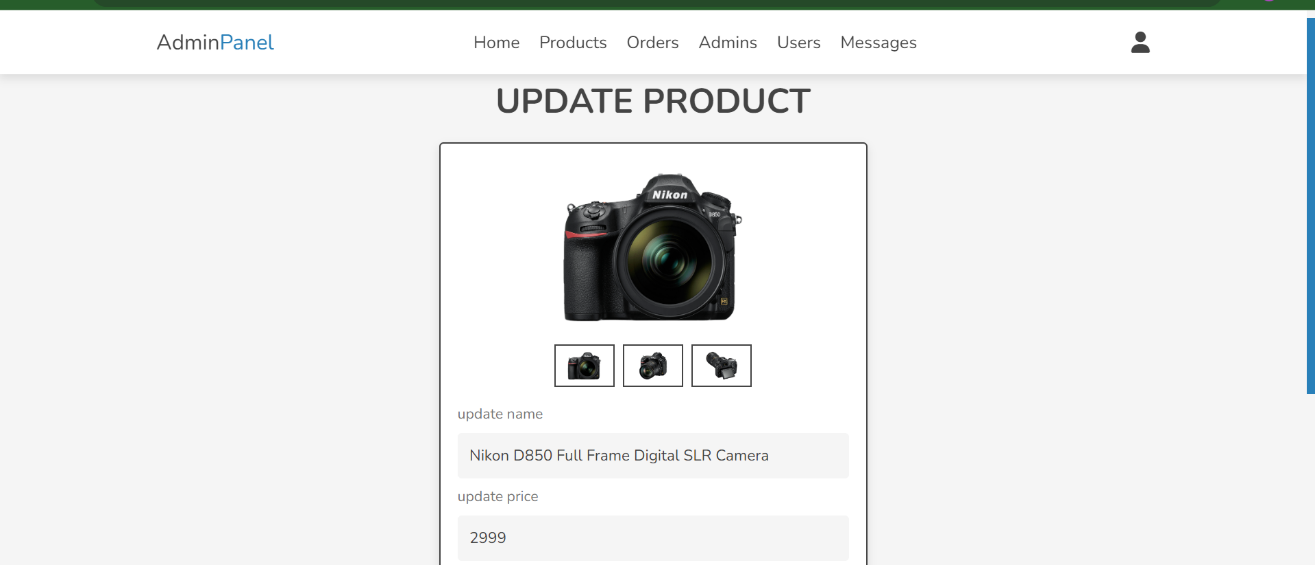 AdminPanel
Home Products Orders Admins Users Messages
UPDATE PRODUCT
Nikon
D850
update name
Nikon D850 Full Frame Digital SLR Camera
update price
2999